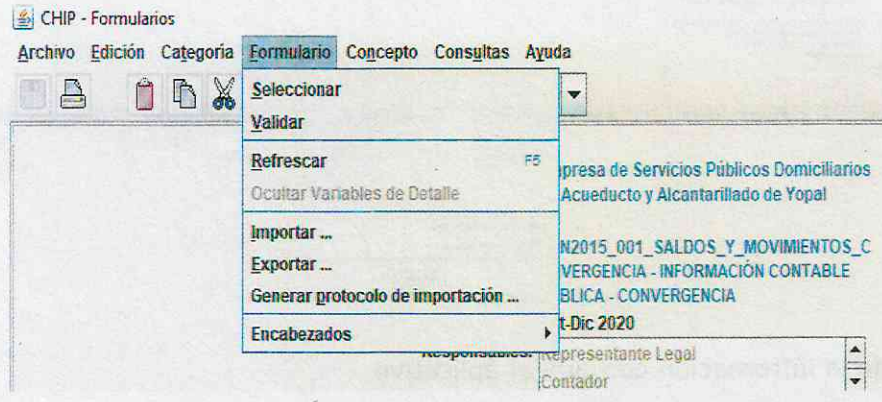 CHIP - Formularios
Archivo Edición Categoria Formulario Concepto Consultas Ayuda
Seleccionar
Validar
Refrescar F5
Ocultar Variables de Detalle
Importar ...
Exportar ...
Generar protocolo de importación ...
Encabezados
presa de Servicios Públicos Domiciliarios
Acueducto y Alcantarillado de Yopal
N2015_001_SALDOS_Y_MOVIMIENTOS_C
VERGENCIA - INFORMACIÓN CONTABLE
BLICA - CONVERGENCIA
t-Dic 2020
Responsables: Representante Legal
Contador